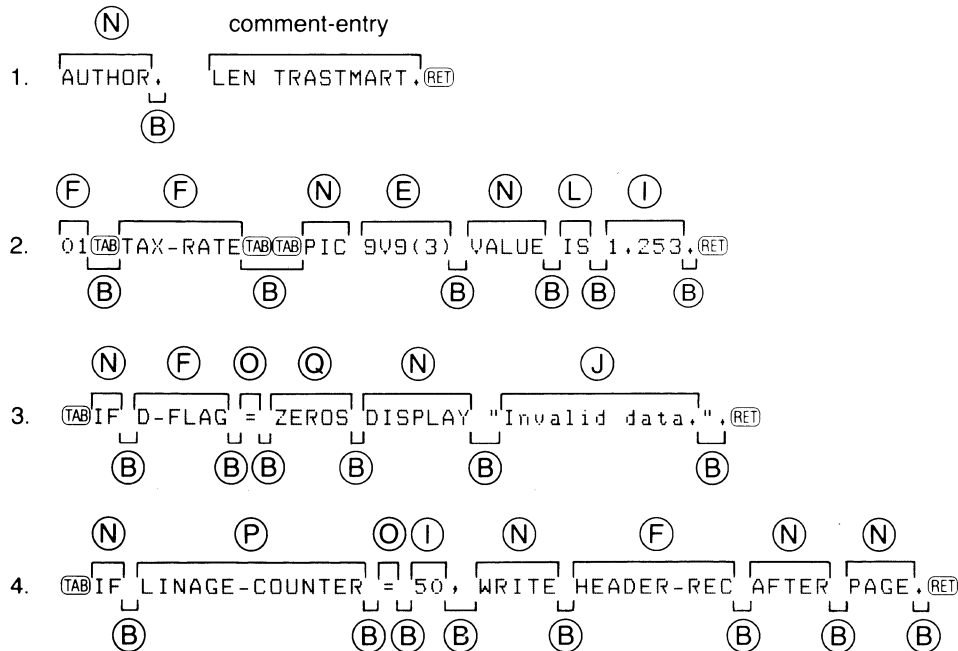 N comment-entry
1. AUTHOR. LEN TRASTMART. RET
B
F F N E N L I
2. 01 TAB TAX-RATE TAB TAB PIC 9V9(3) VALUE IS 1.253. RET
B B B B B B
N F O Q N J
3. TAB IF D-FLAG = ZEROS DISPLAY "Invalid data.". RET
B B B B B B
N P O I N F N N
4. TAB IF LINAGE-COUNTER = 50, WRITE HEADER-REC AFTER PAGE. RET
B B B B B B B B